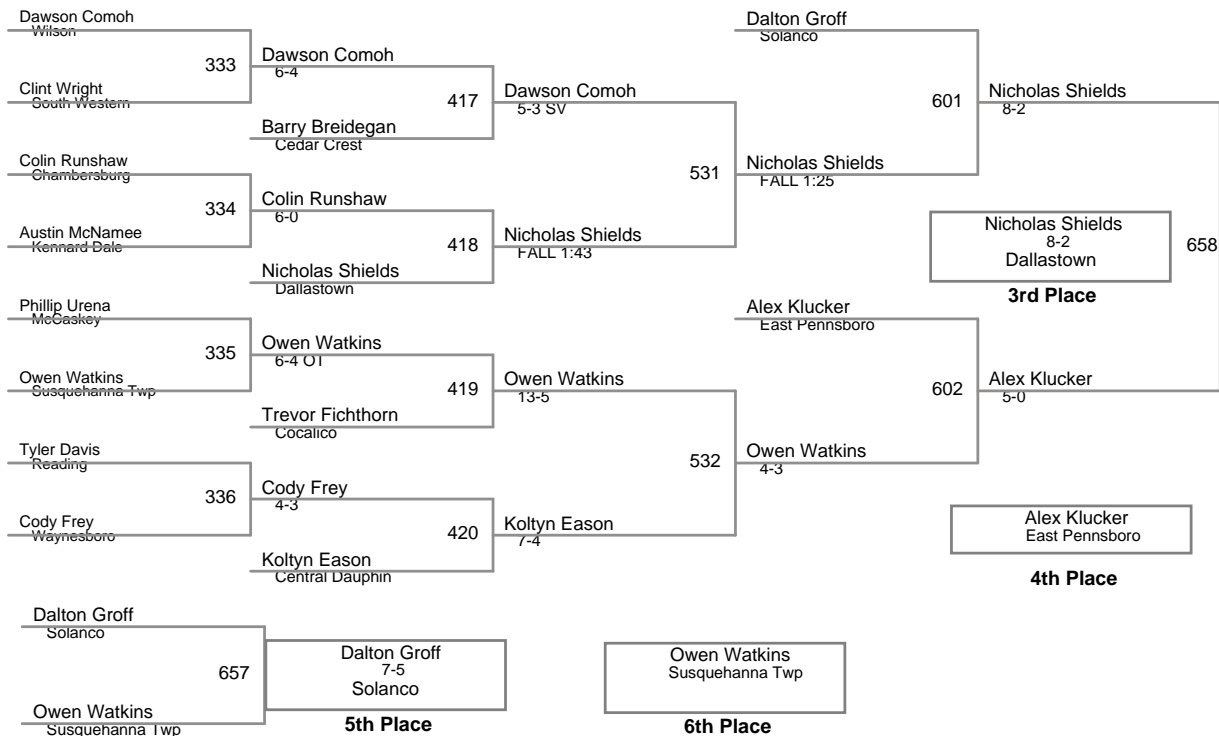 Dawson Comoh
Wilson
333
Clint Wright
South Western
Colin Runshaw
Chambersburg
334
Austin McNamee
Kennard Dale
Phillip Urena
McCaskey
335
Owen Watkins
Susquehanna Twp
Tyler Davis
Reading
336
Cody Frey
Waynesboro
Dawson Comoh
6-4
417
Barry Breidegan
Cedar Crest
Colin Runshaw
6-0
418
Nicholas Shields
Dallastown
Owen Watkins
6-4 OT
419
Trevor Fichthorn
Cocalico
Cody Frey
4-3
420
Koltyn Eason
Central Dauphin
Dawson Comoh
5-3 SV
531
Nicholas Shields
FALL 1:43
Owen Watkins
13-5
532
Koltyn Eason
7-4
Dalton Groff
Solanco
601
Nicholas Shields
FALL 1:25
Alex Klucker
East Pennsboro
602
Owen Watkins
4-3
Nicholas Shields
8-2
658
Alex Klucker
5-0
Nicholas Shields
8-2
Dallastown
3rd Place
Alex Klucker
East Pennsboro
4th Place
Dalton Groff
Solanco
657
Owen Watkins
Susquehanna Twp
Dalton Groff
7-5
Solanco
5th Place
Owen Watkins
Susquehanna Twp
6th Place